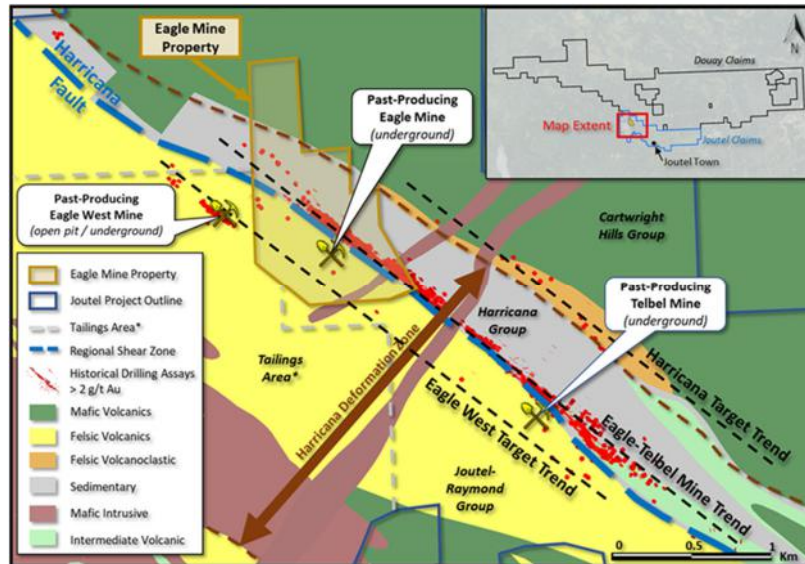 Eagle Mine
Property
Harricana
Fault
Past-Producing
Eagle Mine
(underground)
N
Douay Claims
Map Extent
Joutel Claims
Joutel Town
Past-Producing
Eagle West Mine
(open pit / underground)
Cartwright
Hills Group
Past-Producing
Telbel Mine
(underground)
Harricana
Group
Tailings
Area*
Harricana Deformation Zone
Harricana Target Trend
Eagle West Target Trend
Eagle-Telbel Mine Trend
Joutel-
Raymond
Group
Eagle Mine Property
Joutel Project Outline
Tailings Area*
Regional Shear Zone
Historical Drilling Assays
> 2 g/t Au
Mafic Volcanics
Felsic Volcanics
Felsic Volcanoclastic
Sedimentary
Mafic Intrusive
Intermediate Volcanic
0 0.5 1
Km